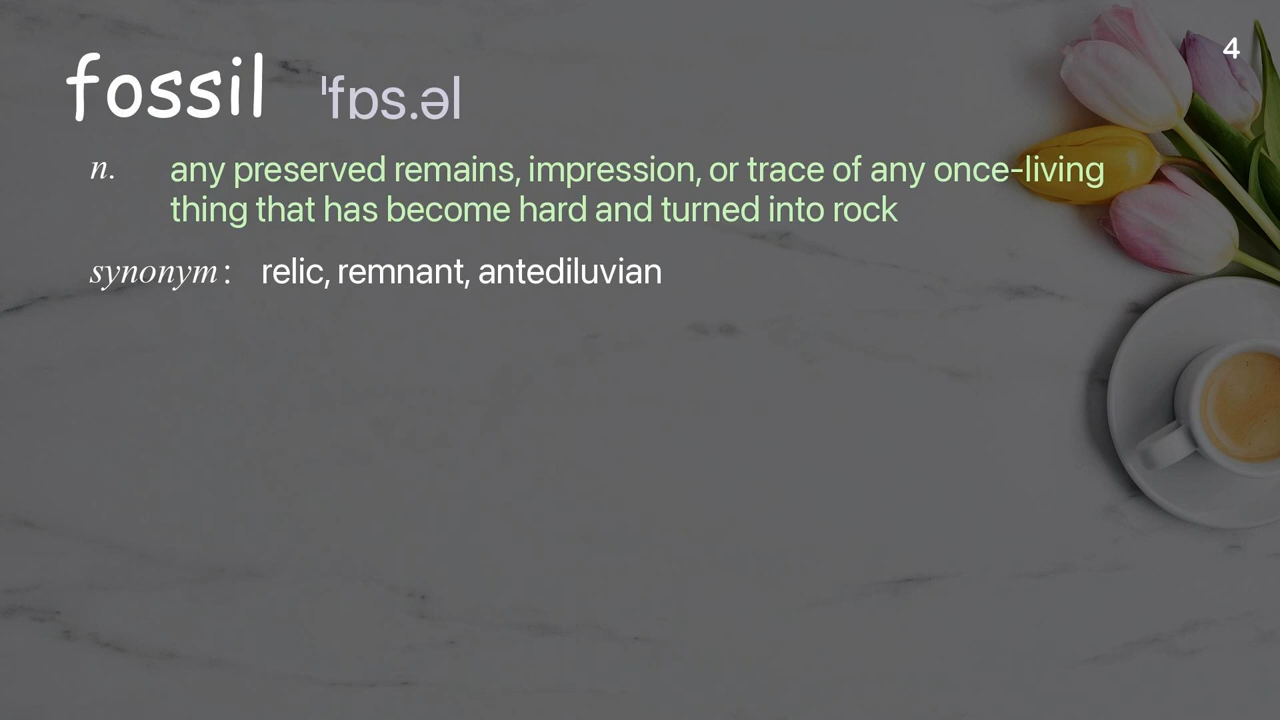 4
fossil ˈfɒs.əl
n. any preserved remains, impression, or trace of any once-living
thing that has become hard and turned into rock
synonym: relic, remnant, antediluvian